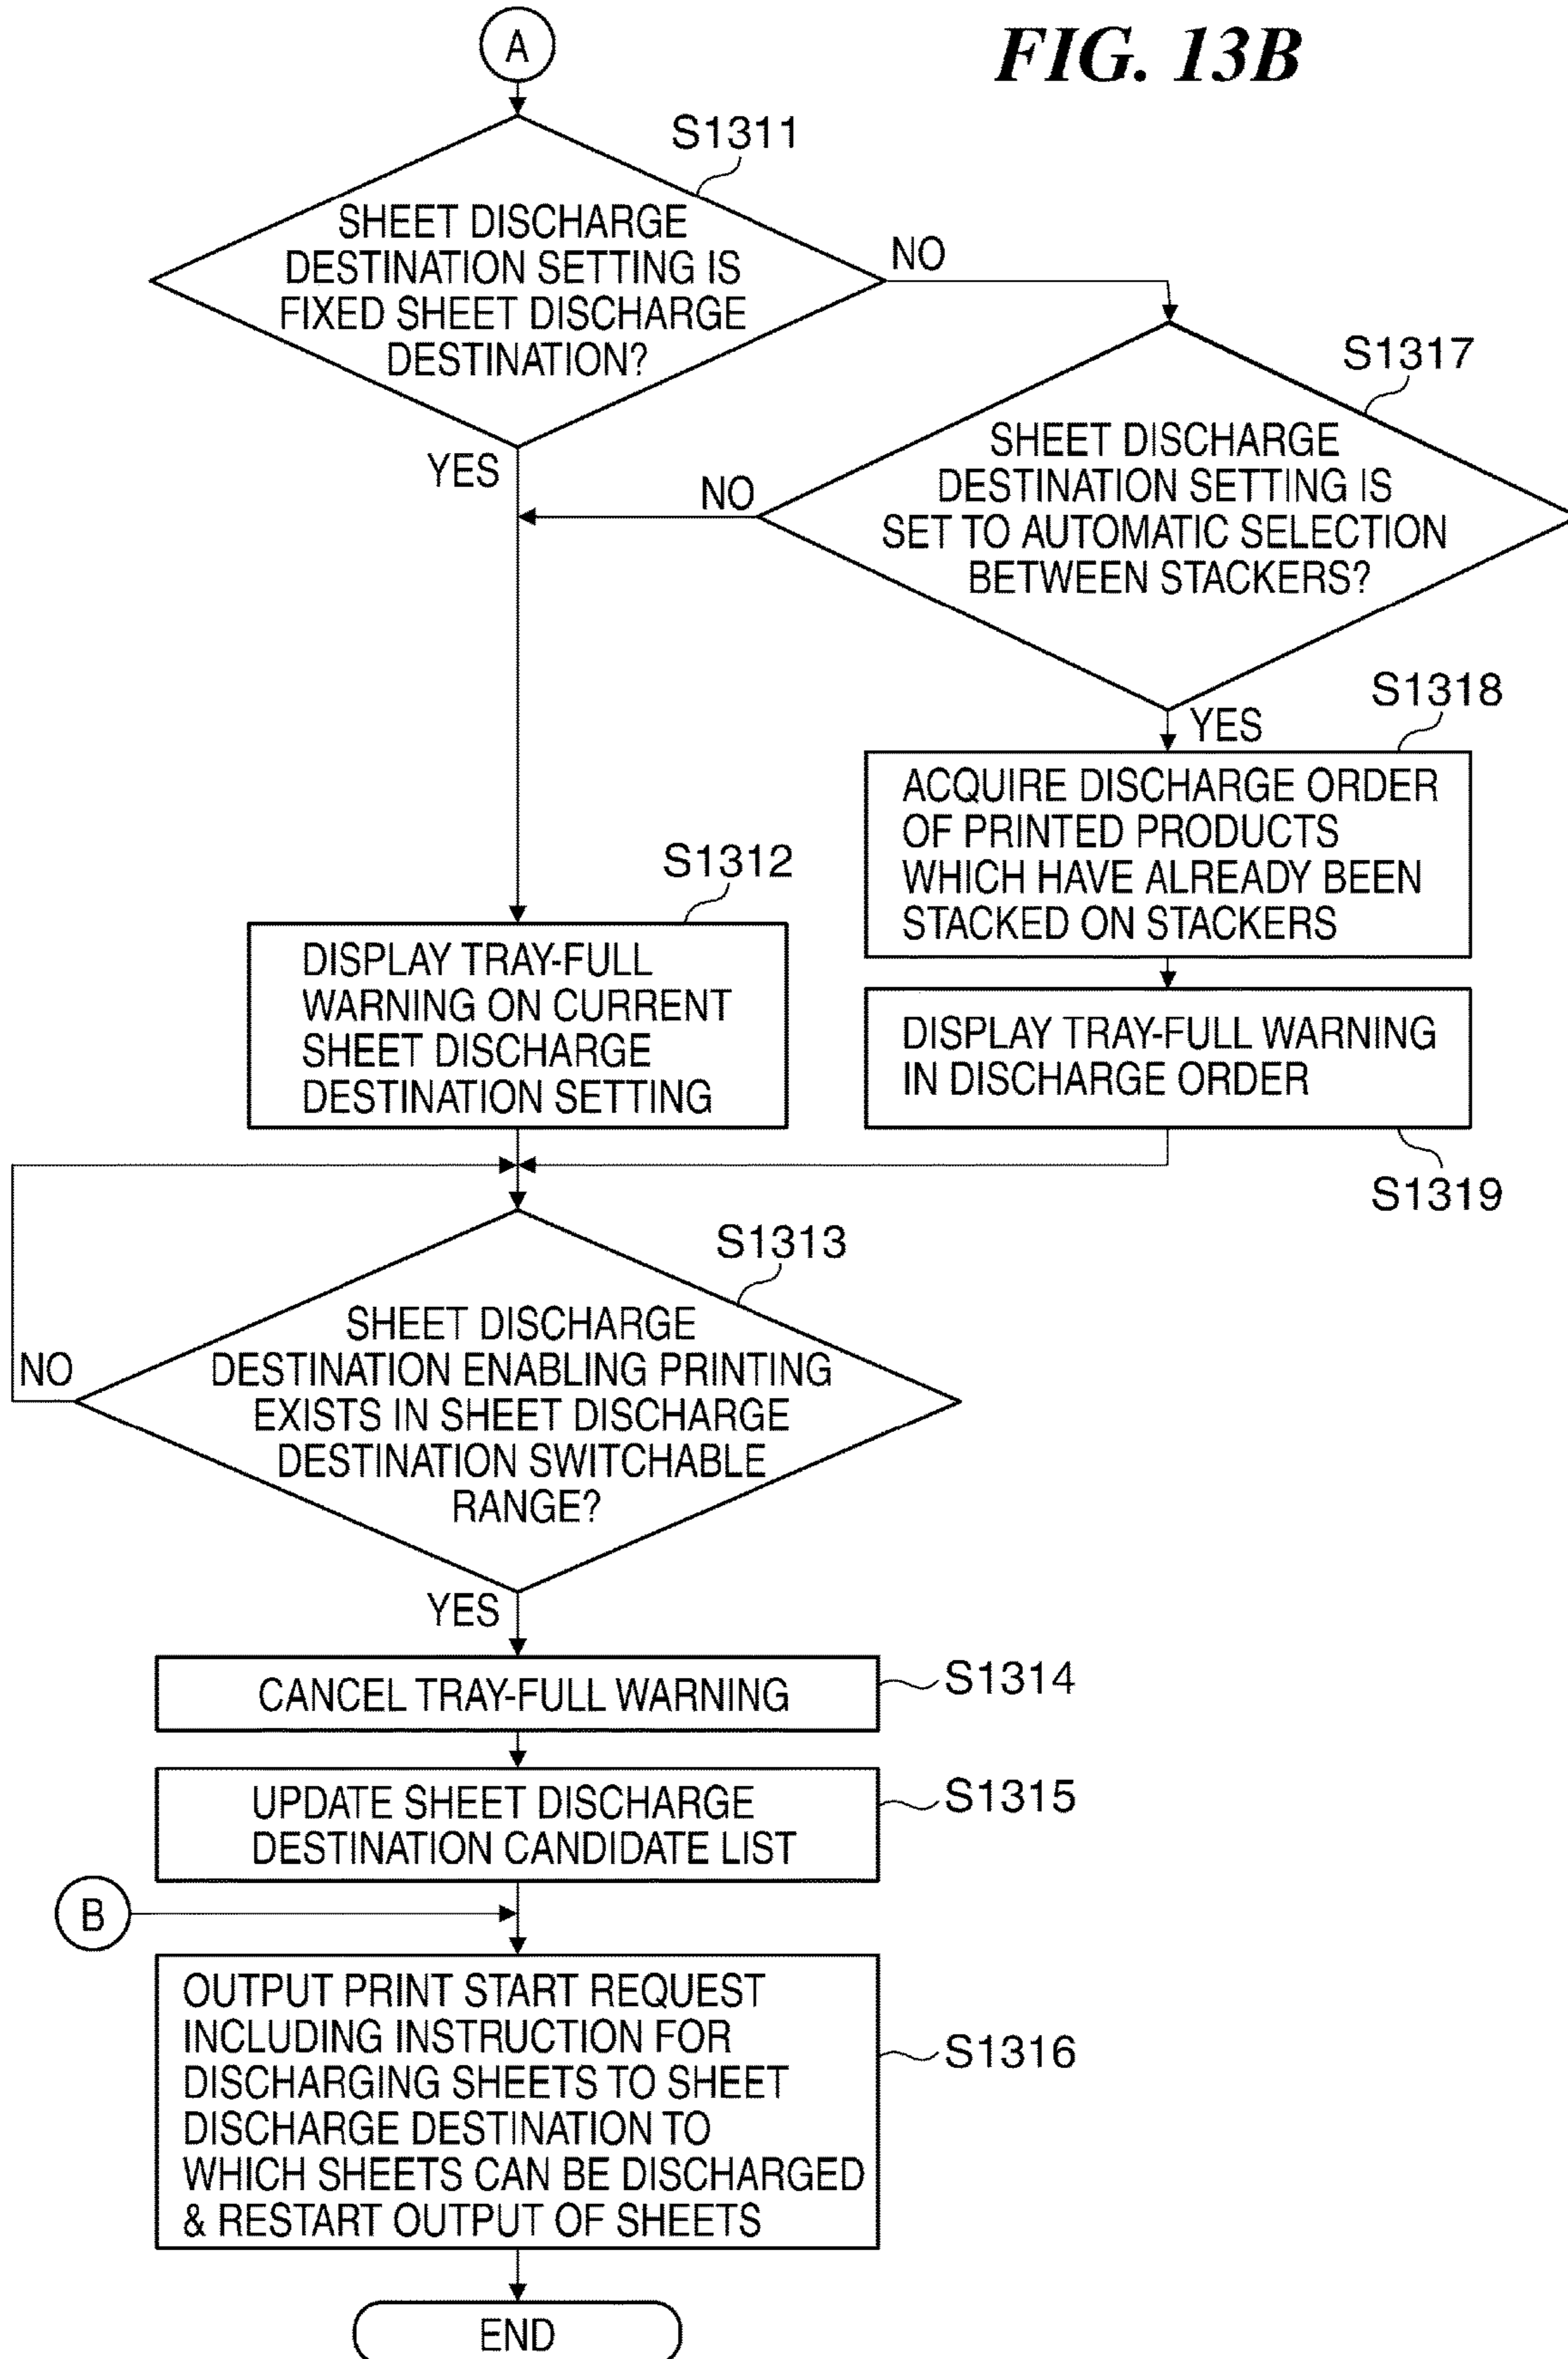 A
FIG. 13B
S1311
SHEET DISCHARGE
DESTINATION SETTING IS
FIXED SHEET DISCHARGE
DESTINATION?
NO
YES
S1317
SHEET DISCHARGE
DESTINATION SETTING IS
SET TO AUTOMATIC SELECTION
BETWEEN STACKERS?
NO
YES
S1318
ACQUIRE DISCHARGE ORDER
OF PRINTED PRODUCTS
WHICH HAVE ALREADY BEEN
STACKED ON STACKERS
S1312
DISPLAY TRAY-FULL
WARNING ON CURRENT
SHEET DISCHARGE
DESTINATION SETTING
DISPLAY TRAY-FULL WARNING
IN DISCHARGE ORDER
S1319
S1313
SHEET DISCHARGE
DESTINATION ENABLING PRINTING
EXISTS IN SHEET DISCHARGE
DESTINATION SWITCHABLE
RANGE?
NO
YES
CANCEL TRAY-FULL WARNING
S1314
UPDATE SHEET DISCHARGE
DESTINATION CANDIDATE LIST
S1315
B
OUTPUT PRINT START REQUEST
INCLUDING INSTRUCTION FOR
DISCHARGING SHEETS TO SHEET
DISCHARGE DESTINATION TO
WHICH SHEETS CAN BE DISCHARGED
& RESTART OUTPUT OF SHEETS
S1316
END